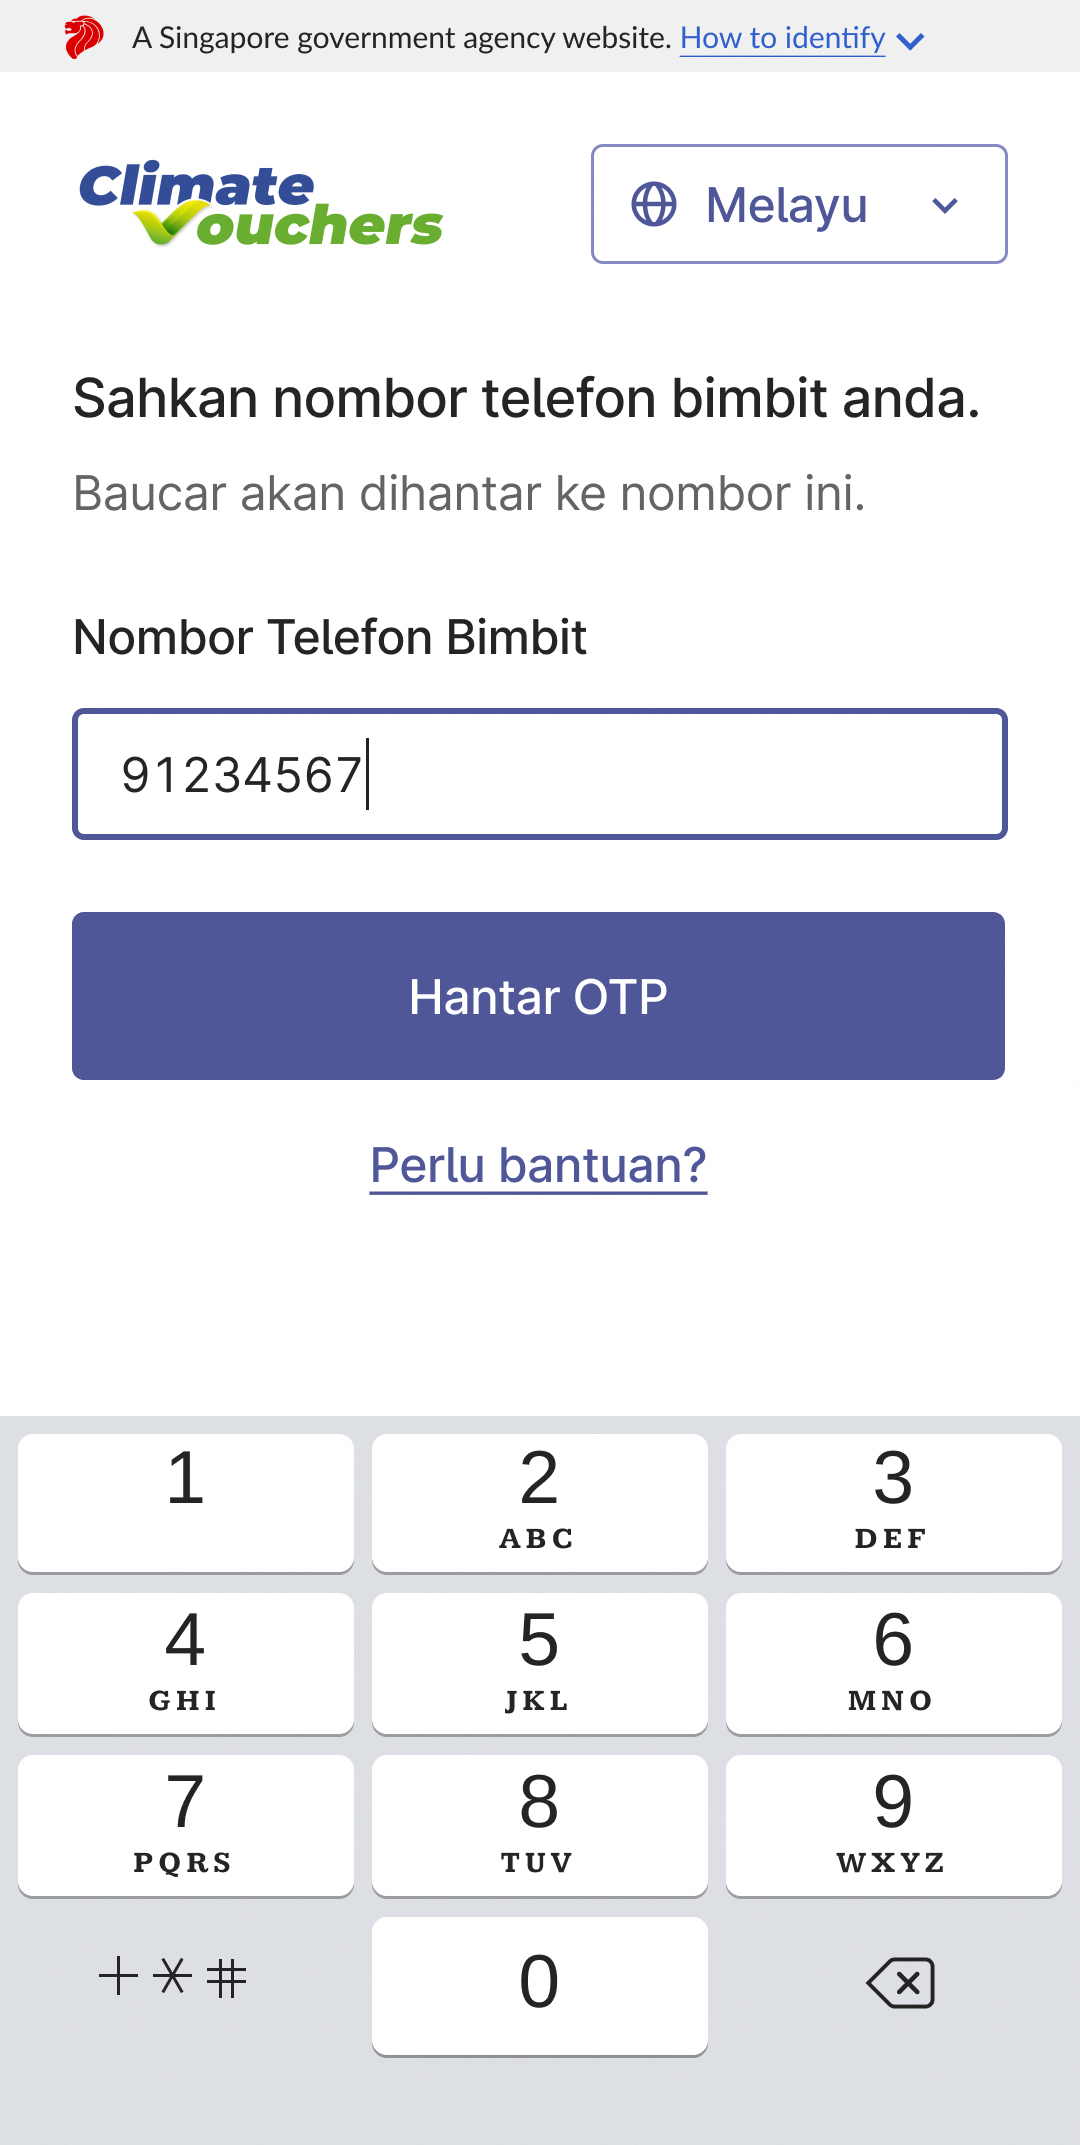 A Singapore government agency website. How to identify
Climate
Vouchers
Melayu
Sahkan nombor telefon bimbit anda.
Baucar akan dihantar ke nombor ini.
Nombor Telefon Bimbit
91234567
Hantar OTP
Perlu bantuan?
1 2 3
ABC DEF
4 5 6
GHI JKL MNO
7 8 9
PQRS TUV WXYZ
+*# 0